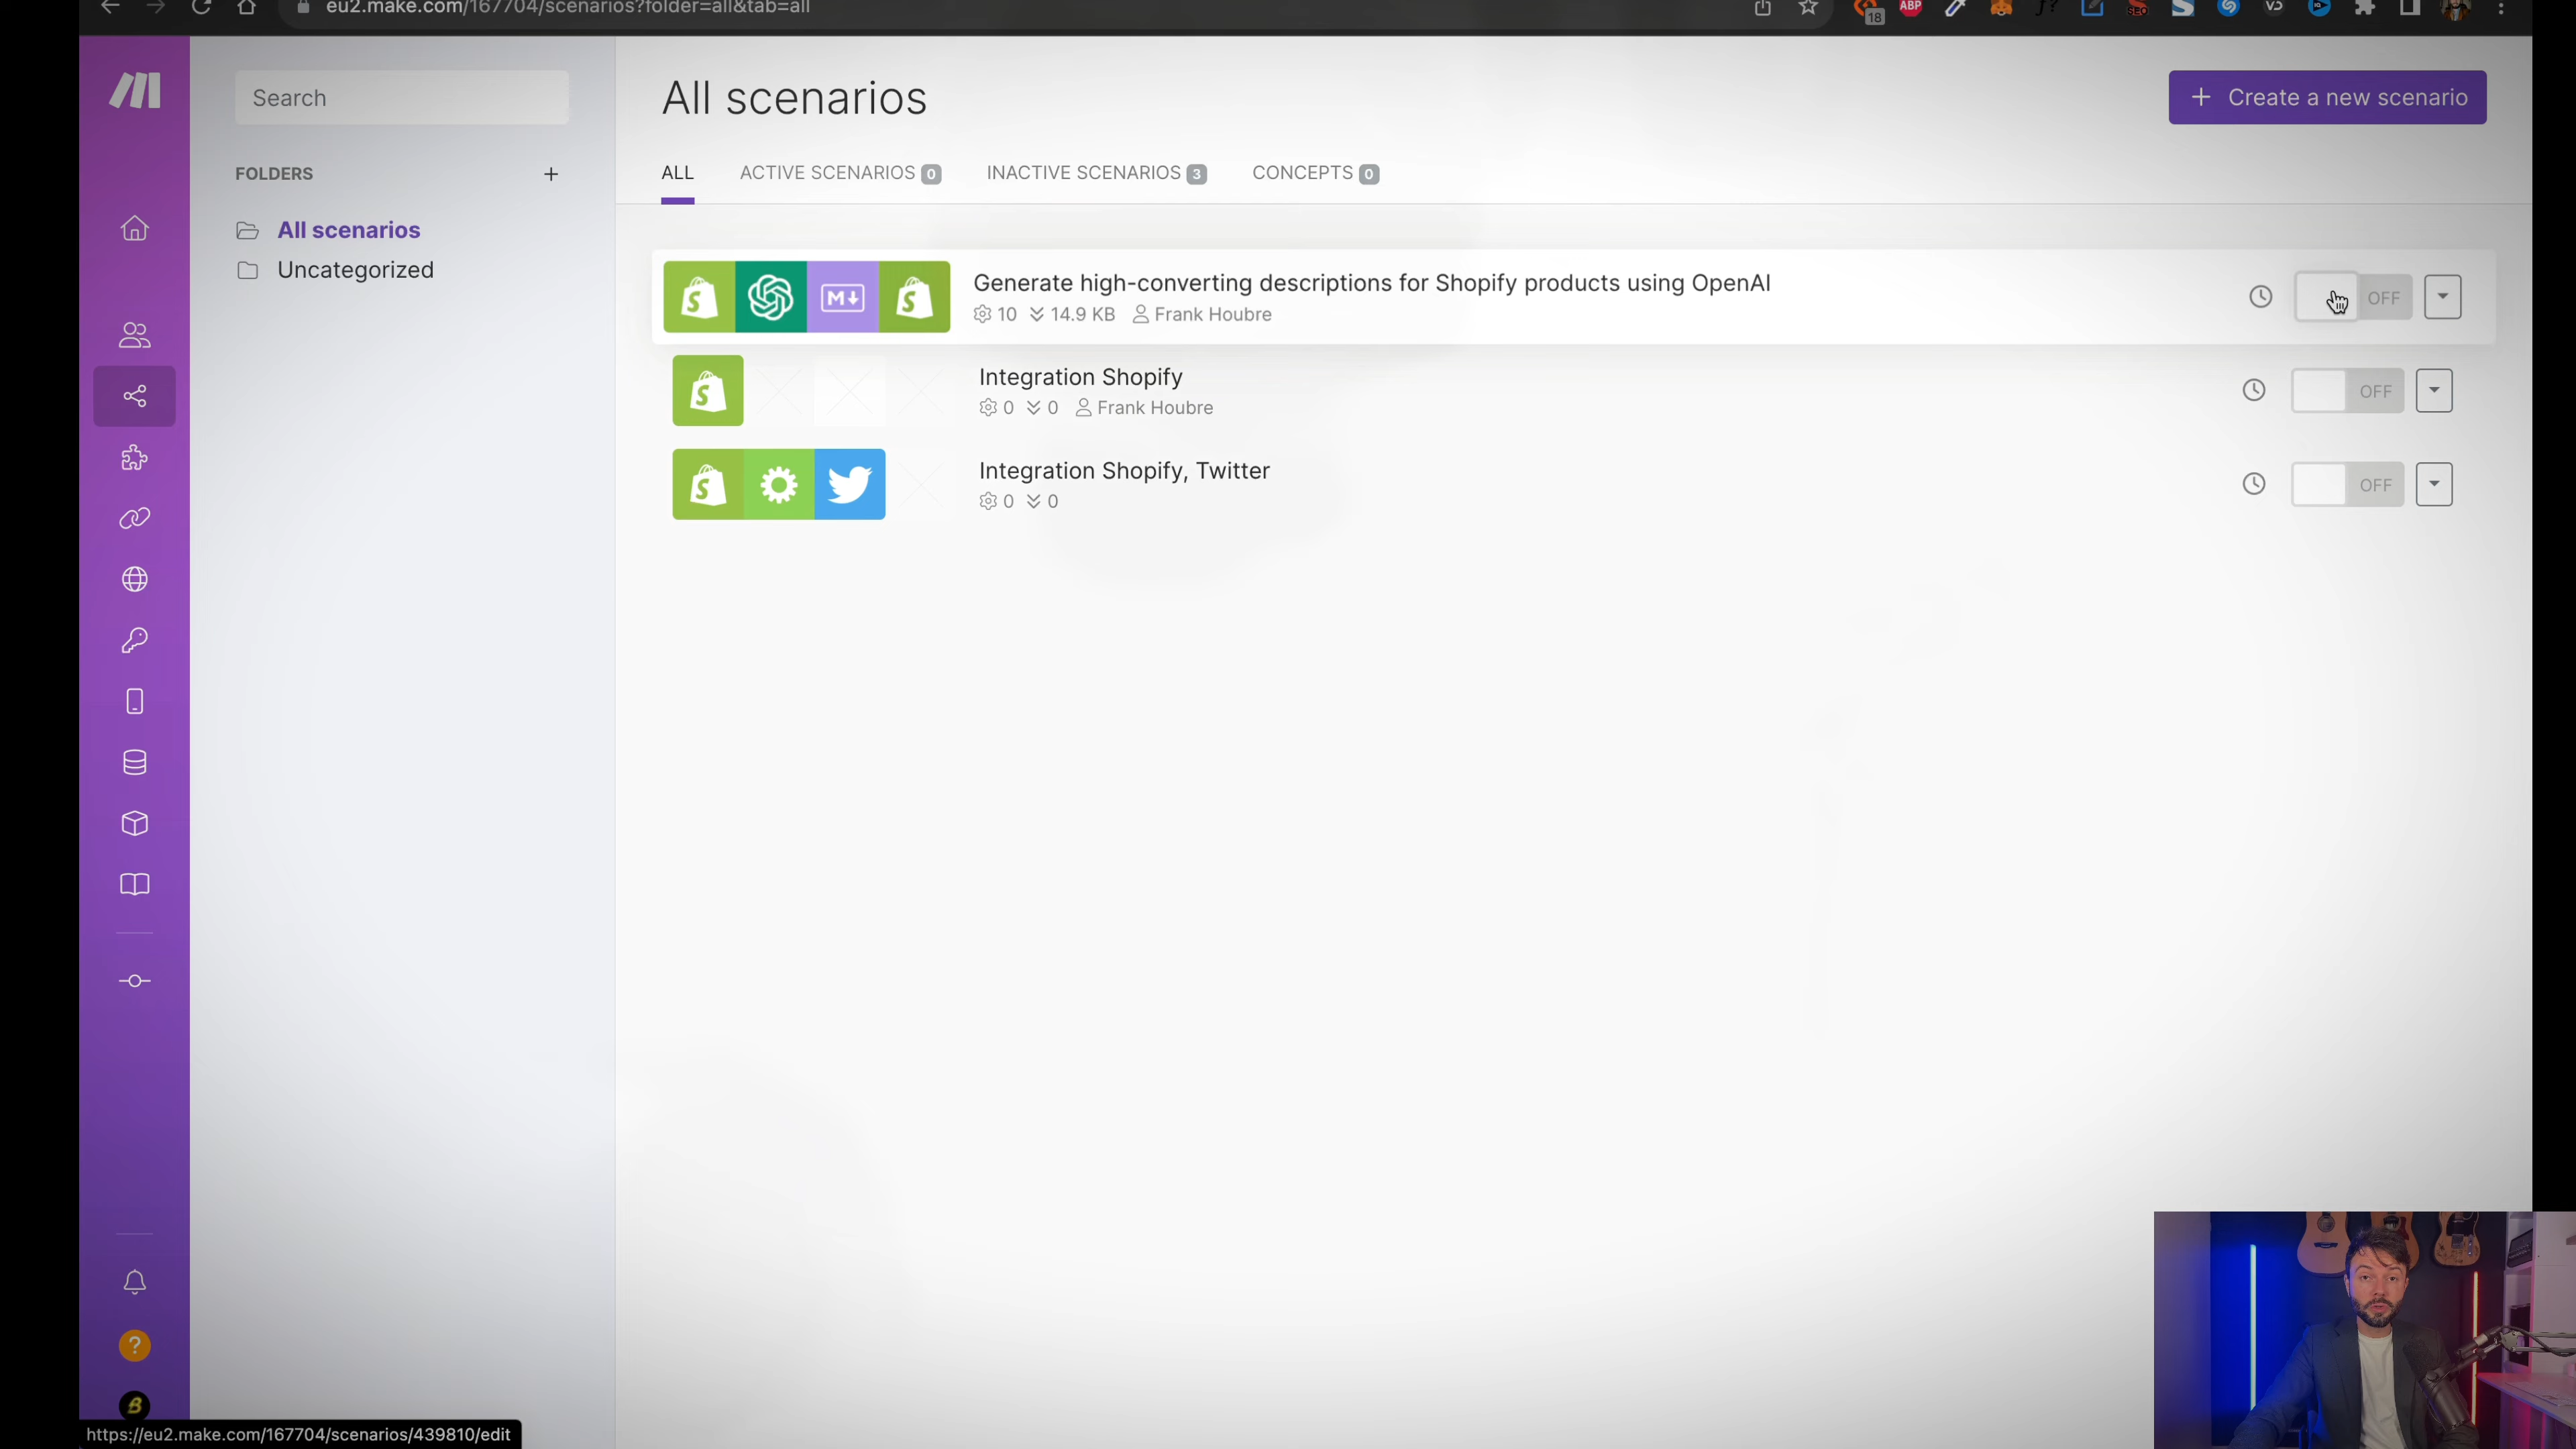 eu2.make.com/167704/scenarios?folder=all&tab=all
18
ABP
SEO
Search
All scenarios
+ Create a new scenario
FOLDERS +
ALL ACTIVE SCENARIOS 0 INACTIVE SCENARIOS 3 CONCEPTS 0
All scenarios
Uncategorized
Generate high-converting descriptions for Shopify products using OpenAI
10 14.9 KB Frank Houbre
OFF
M
Integration Shopify
0 0 Frank Houbre
OFF
Integration Shopify, Twitter
0 0
OFF
?
https://eu2.make.com/167704/scenarios/439810/edit